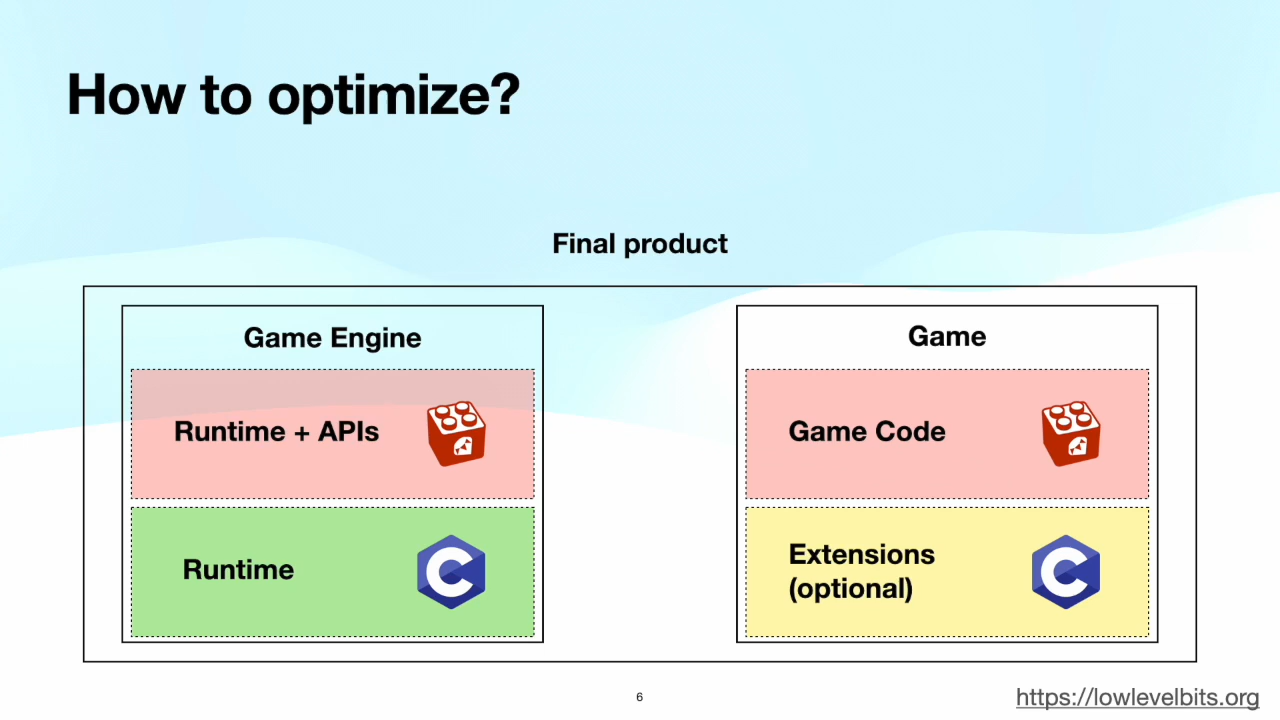 How to optimize?
Final product
Game Engine
Runtime + APIs
Runtime
Game
Game Code
Extensions
(optional)
6
https://lowlevelbits.org